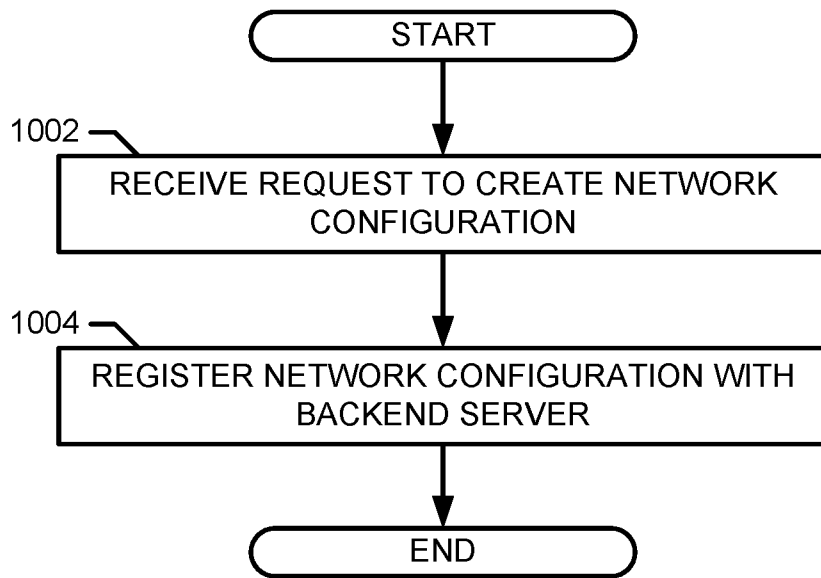 START
1002
RECEIVE REQUEST TO CREATE NETWORK
CONFIGURATION
1004
REGISTER NETWORK CONFIGURATION WITH
BACKEND SERVER
END